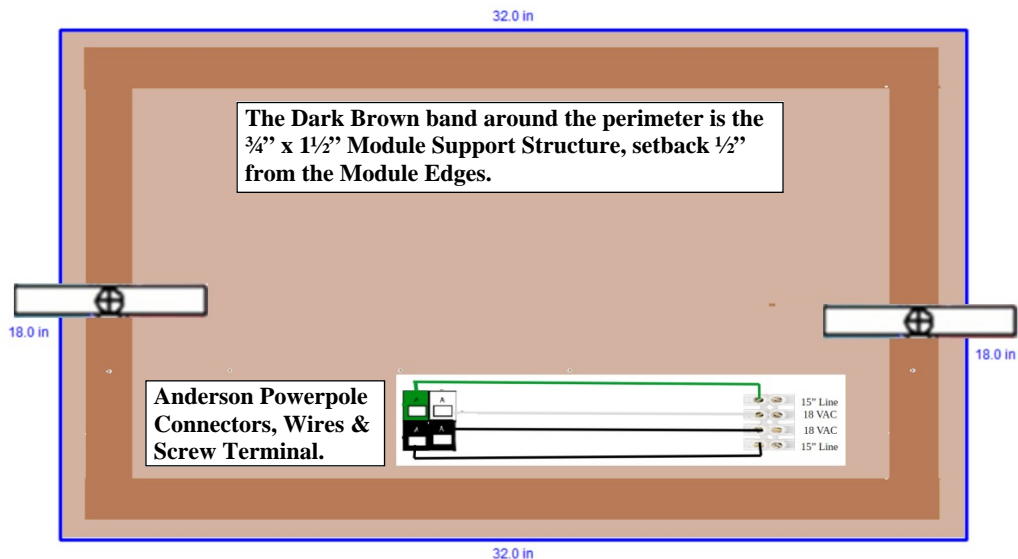 32.0 in
The Dark Brown band around the perimeter is the
¾” x 1½” Module Support Structure, setback ½”
from the Module Edges.
18.0 in
18.0 in
Anderson Powerpole
Connectors, Wires &
Screw Terminal.
A
A
A
A
15” Line
18 VAC
18 VAC
15” Line
32.0 in